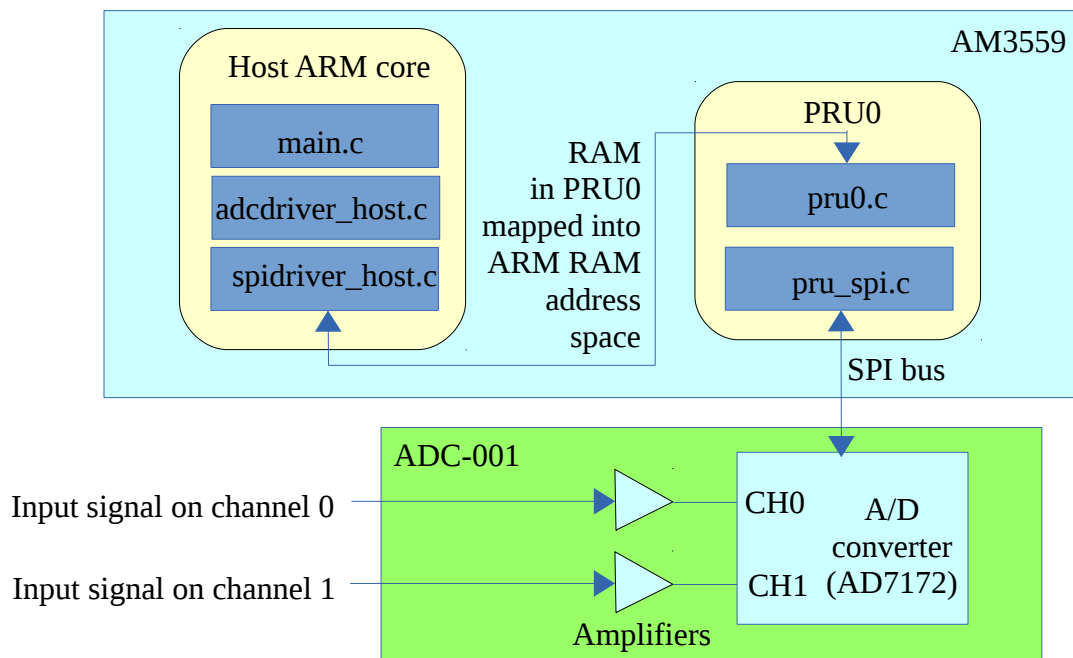 AM3559
Host ARM core
main.c
adcdriver_host.c
spidriver_host.c
RAM
in PRU0
mapped into
ARM RAM
address
space
PRU0
pru0.c
pru_spi.c
SPI bus
ADC-001
Input signal on channel 0
Input signal on channel 1
CH0
CH1
A/D
converter
(AD7172)
Amplifiers